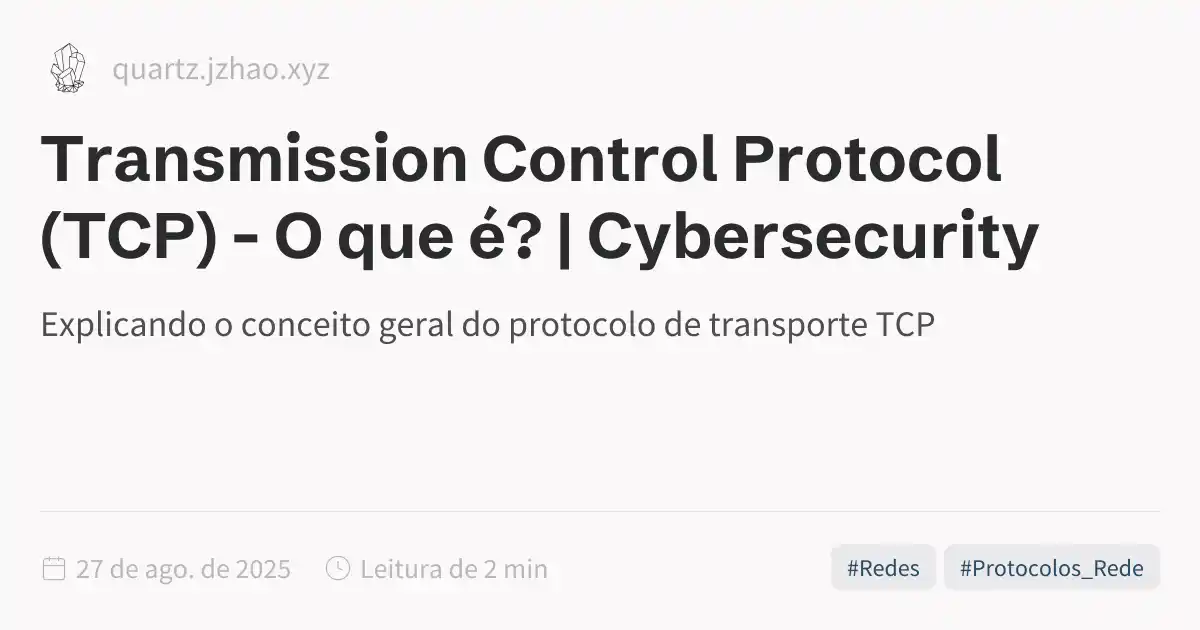 quartz.jzhao.xyz
Transmission Control Protocol
(TCP) - O que é? | Cybersecurity
Explicando o conceito geral do protocolo de transporte TCP
27 de ago. de 2025 Leitura de 2 min #Redes #Protocolos_Rede